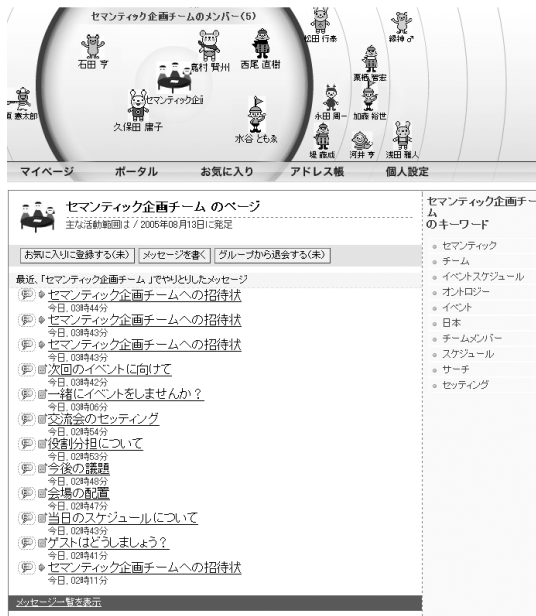 セマンティック企画チームのメンバー(5)
松田 行泰
緑神 ♂
石田 亨
嘉村 賢州
西尾 直樹
栗栖 智宏
セマンティック企画
久保田 庸子
水谷 ともゑ
永田 周一
加藤 裕世
堤 義成
河井 亨
浅田 雅人
マイページ
ポータル
お気に入り
アドレス帳
個人設定
セマンティック企画チーム のページ
主な活動範囲は / 2005年08月13日に発足
お気に入りに登録する(未)
メッセージを書く
グループから退会する(未)
最近、「セマンティック企画チーム」でやりとりしたメッセージ
セマンティック企画チームへの招待状
今日, 03時44分
セマンティック企画チームへの招待状
今日, 03時43分
セマンティック企画チームへの招待状
今日, 03時43分
次回のイベントに向けて
今日, 03時42分
一緒にイベントをしませんか？
今日, 03時06分
交流会のセッティング
今日, 02時54分
役割分担について
今日, 02時53分
今後の議題
今日, 02時48分
会場の配置
今日, 02時47分
当日のスケジュールについて
今日, 02時43分
ゲストはどうしましょう？
今日, 02時41分
セマンティック企画チームへの招待状
今日, 02時11分
メッセージ一覧を表示
セマンティック企画チー
ム
のキーワード
セマンティック
チーム
イベントスケジュール
オントロジー
イベント
日本
チームメンバー
スケジュール
サーチ
セッティング